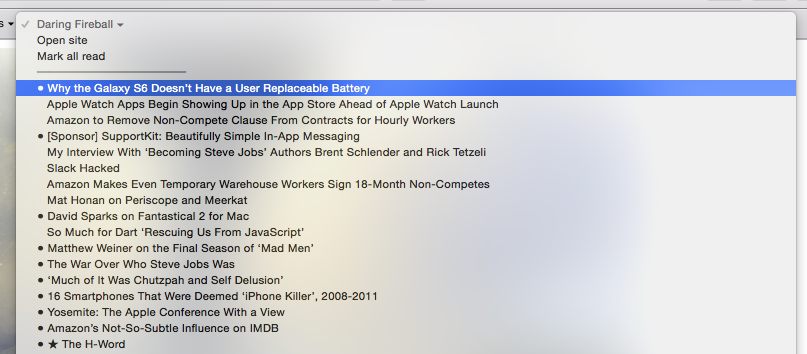 s ▾
✓ Daring Fireball ▾
Open site
Mark all read
• Why the Galaxy S6 Doesn’t Have a User Replaceable Battery
Apple Watch Apps Begin Showing Up in the App Store Ahead of Apple Watch Launch
Amazon to Remove Non-Compete Clause From Contracts for Hourly Workers
• [Sponsor] SupportKit: Beautifully Simple In-App Messaging
My Interview With ‘Becoming Steve Jobs’ Authors Brent Schlender and Rick Tetzeli
Slack Hacked
Amazon Makes Even Temporary Warehouse Workers Sign 18-Month Non-Competes
Mat Honan on Periscope and Meerkat
• David Sparks on Fantastical 2 for Mac
So Much for Dart ‘Rescuing Us From JavaScript’
• Matthew Weiner on the Final Season of ‘Mad Men’
• The War Over Who Steve Jobs Was
• ‘Much of It Was Chutzpah and Self Delusion’
• 16 Smartphones That Were Deemed ‘iPhone Killer’, 2008-2011
• Yosemite: The Apple Conference With a View
• Amazon’s Not-So-Subtle Influence on IMDB
• ★ The H-Word